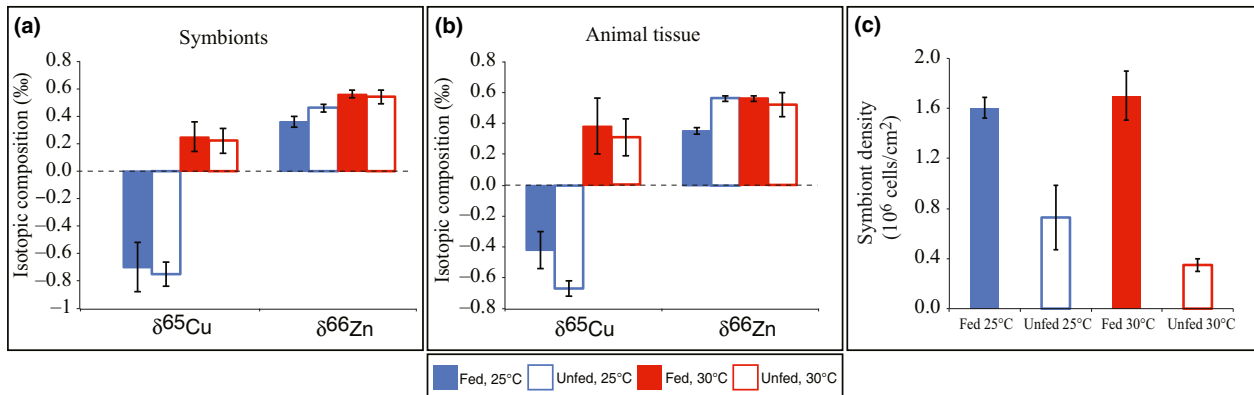 (a)
Symbionts
Isotopic composition (‰)
0.8
0.6
0.4
0.2
0.0
−0.2
−0.4
−0.6
−0.8
−1
δ65Cu
δ66Zn
(b)
Animal tissue
Isotopic composition (‰)
0.8
0.6
0.4
0.2
0.0
−0.2
−0.4
−0.6
−0.8
δ65Cu
δ66Zn
(c)
Symbiont density
(10⁶ cells/cm²)
2.0
1.6
1.2
0.8
0.4
0.0
Fed 25°C
Unfed 25°C
Fed 30°C
Unfed 30°C
Fed, 25°C
Unfed, 25°C
Fed, 30°C
Unfed, 30°C